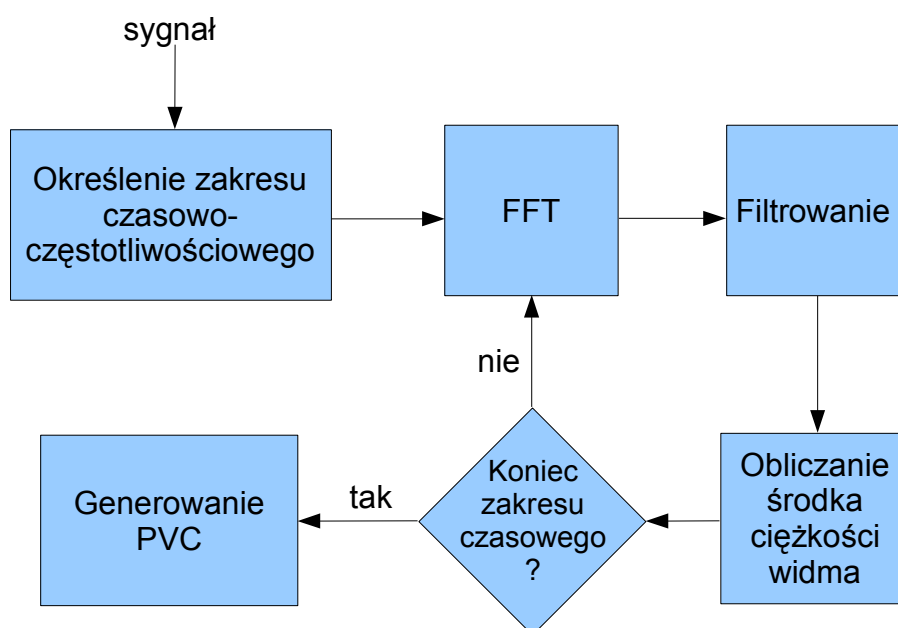 sygnał
Określenie zakresu
czasowo-
częstotliwościowego
FFT
Filtrowanie
nie
Generowanie
PVC
tak
Koniec
zakresu
czasowego
?
Obliczanie
środka
ciężkości
widma